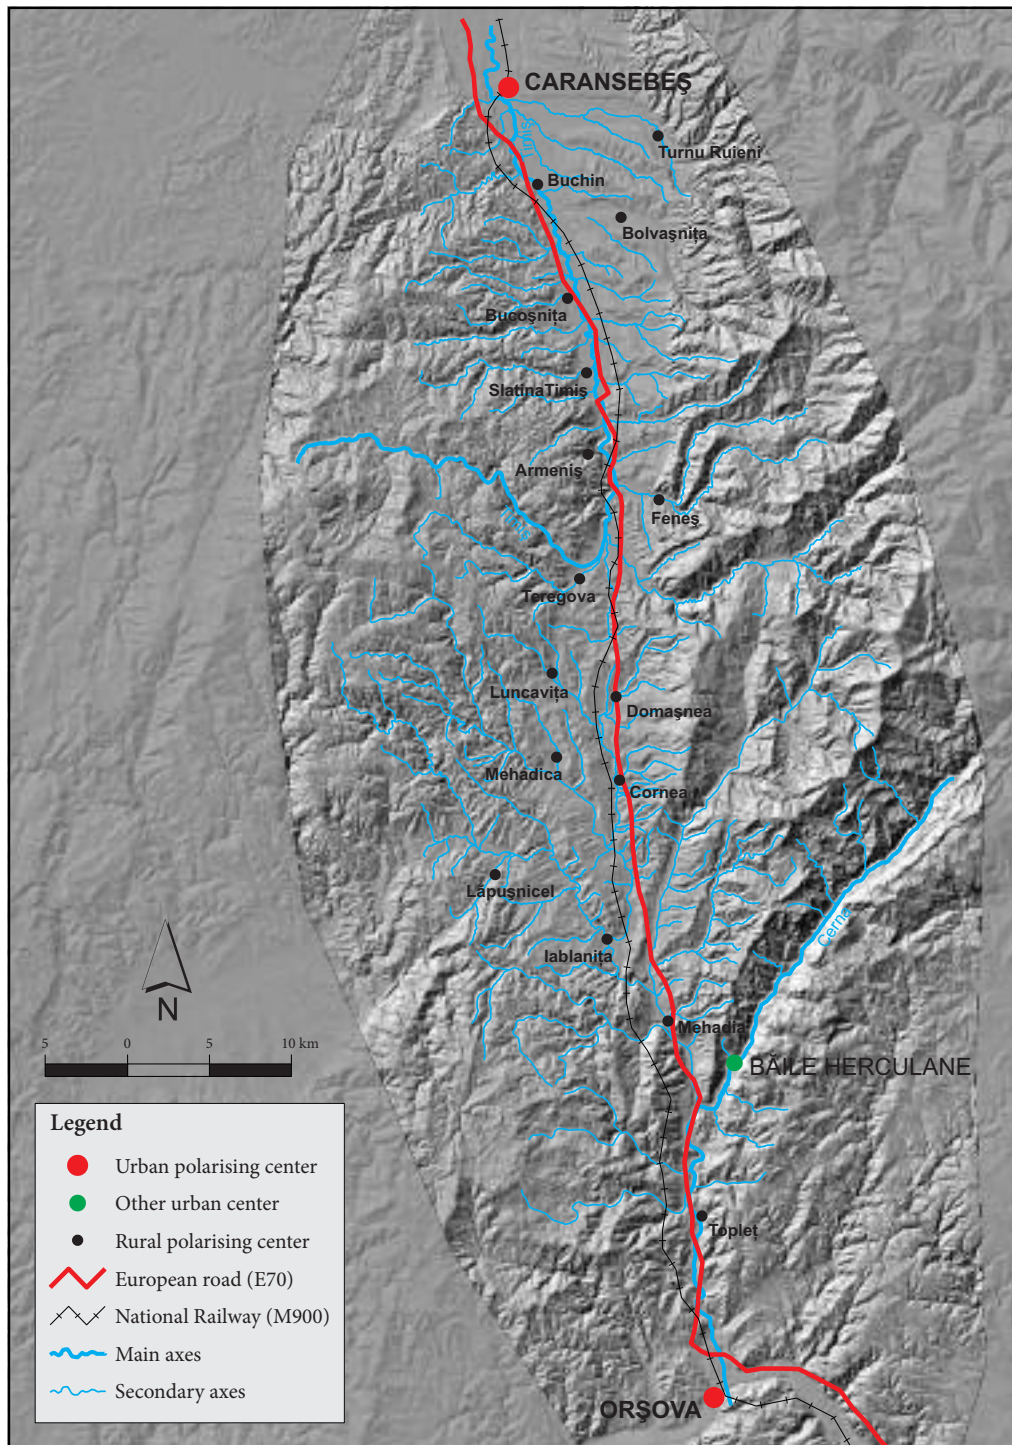 CARANSEBEŞ
Timiş
Turnu Ruieni
Buchin
Bolvaşniţa
Bucoşniţa
SlatinaTimiş
Armeniş
Feneş
Timiş
Teregova
Luncaviţa
Domaşnea
Mehadica
Cornea
Lăpuşnicel
Cerna
Iablaniţa
N
Mehadia
5 0 5 10 km
BĂILE HERCULANE
Legend
Urban polarising center
Other urban center
Rural polarising center
European road (E70)
National Railway (M900)
Main axes
Secondary axes
Topleţ
ORŞOVA